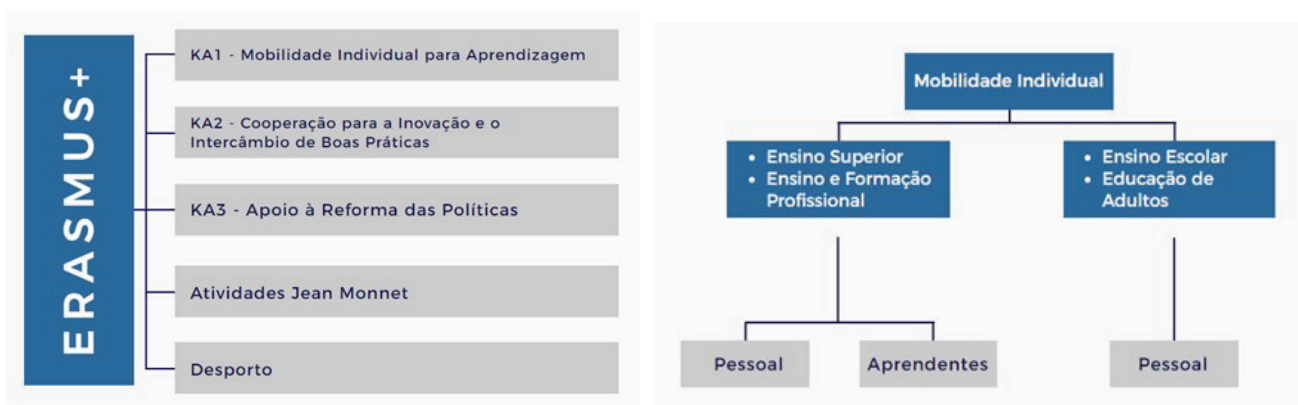 ERASMUS+
KA1 - Mobilidade Individual para Aprendizagem
KA2 - Cooperação para a Inovação e o
Intercâmbio de Boas Práticas
KA3 - Apoio à Reforma das Políticas
Atividades Jean Monnet
Desporto
Mobilidade Individual
• Ensino Superior
• Ensino e Formação
Profissional
• Ensino Escolar
• Educação de
Adultos
Pessoal
Aprendentes
Pessoal